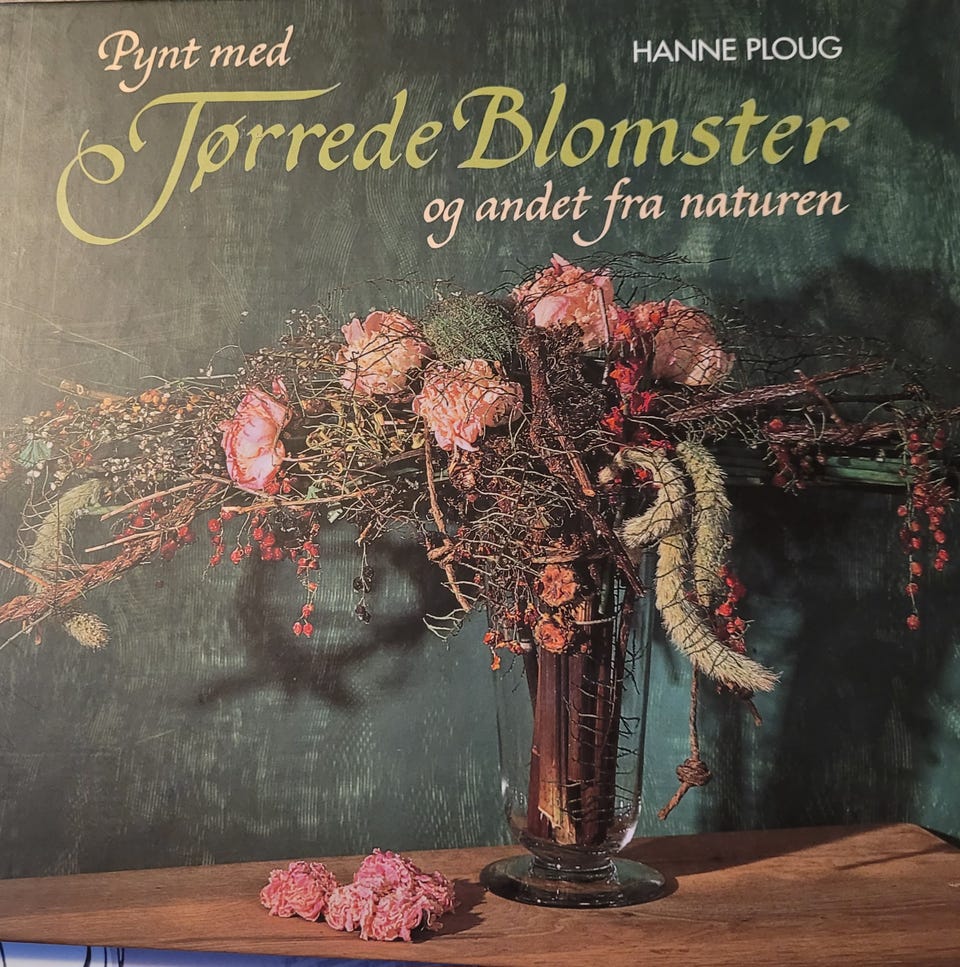 Pynt med
HANNE PLOUG
Tørrede Blomster
og andet fra naturen